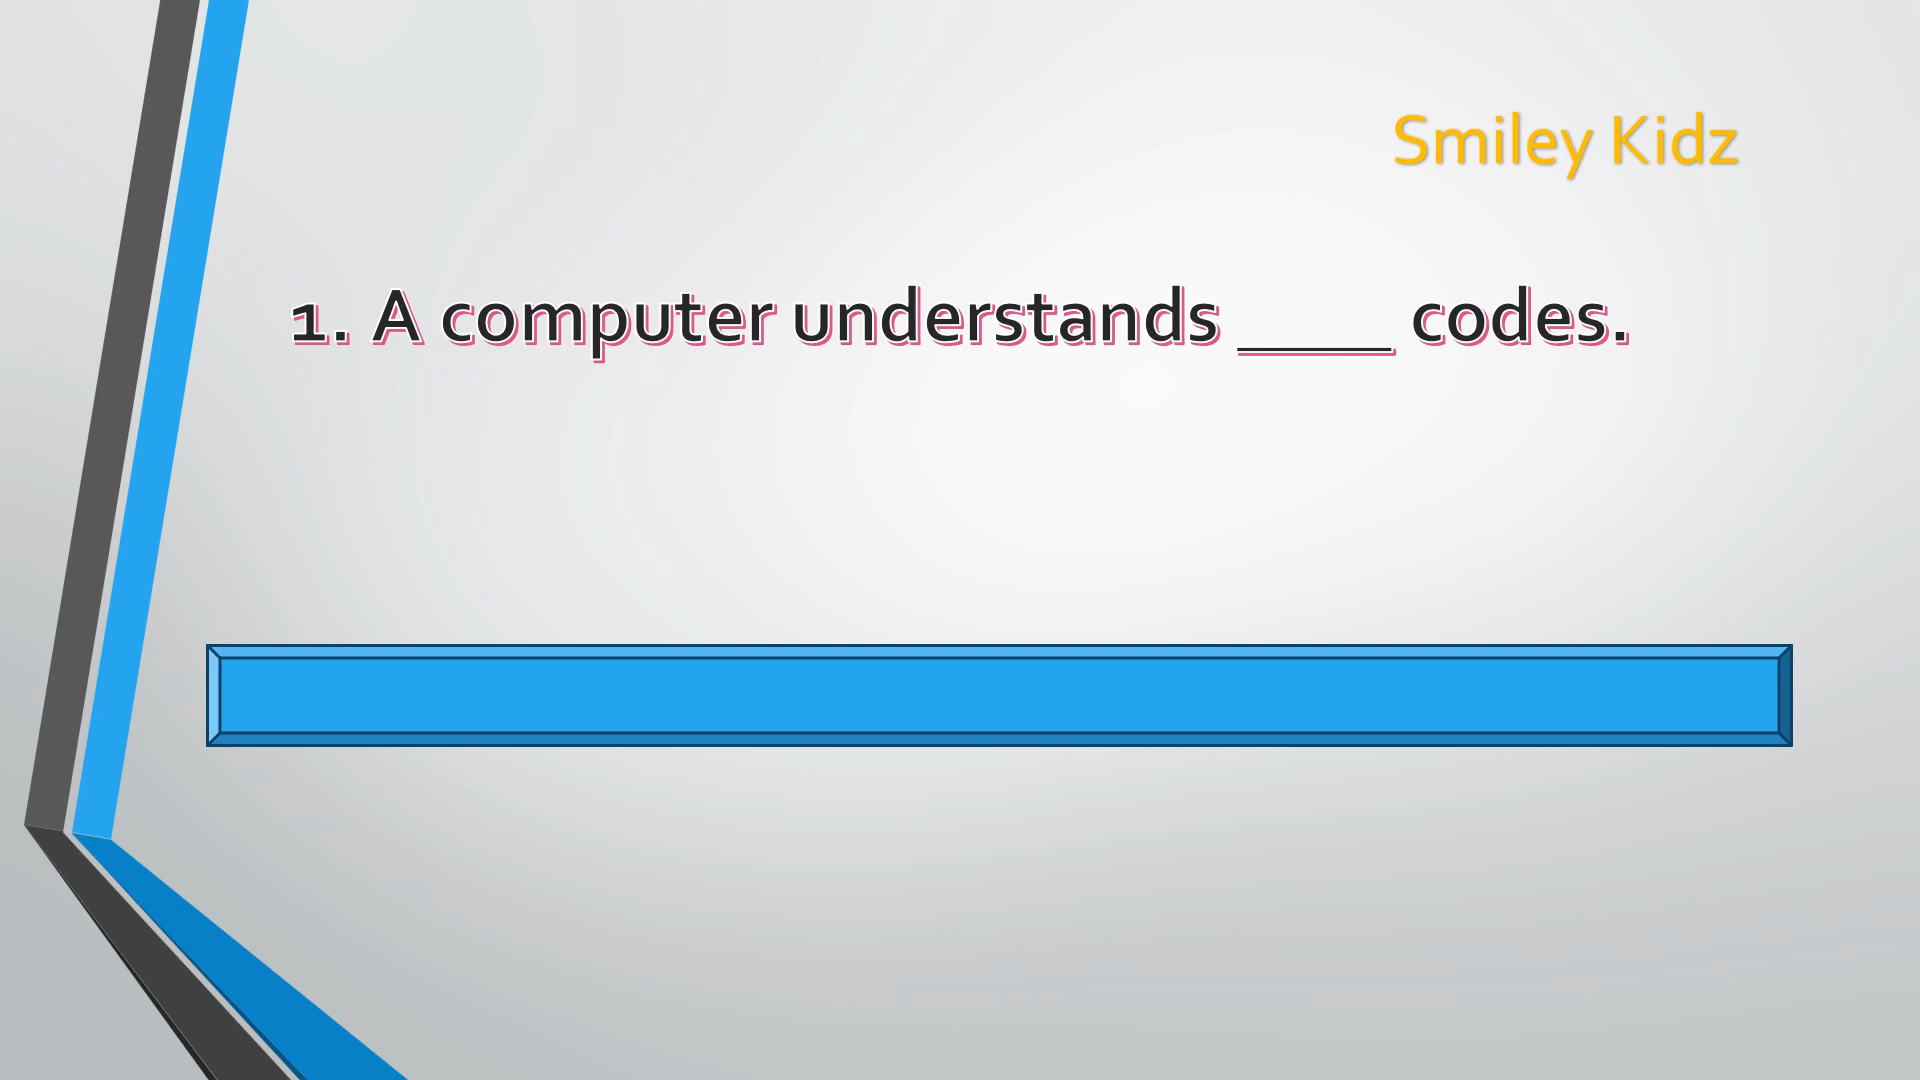 Smiley Kidz
1. A computer understands ____ codes.